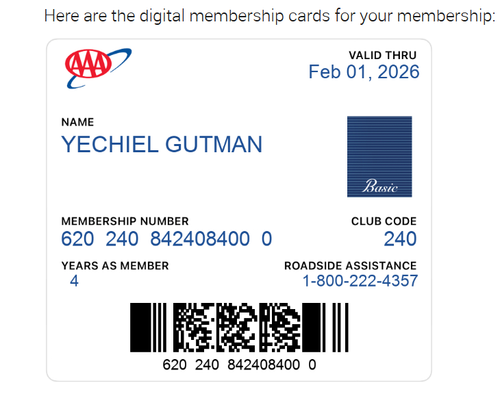 Here are the digital membership cards for your membership:
AAA
VALID THRU
Feb 01, 2026
NAME
YECHIEL GUTMAN
Basic
MEMBERSHIP NUMBER
620 240 842408400 0
CLUB CODE
240
YEARS AS MEMBER
4
ROADSIDE ASSISTANCE
1-800-222-4357
620 240 842408400 0